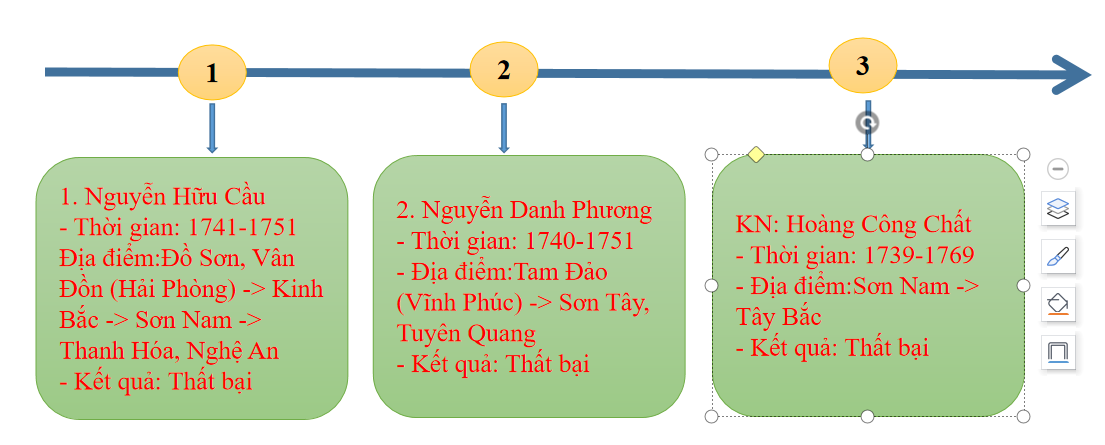 1
2
3
1. Nguyễn Hữu Cầu
- Thời gian: 1741-1751
Địa điểm:Đồ Sơn, Vân
Đồn (Hải Phòng) -> Kinh
Bắc -> Sơn Nam ->
Thanh Hóa, Nghệ An
- Kết quả: Thất bại
2. Nguyễn Danh Phương
- Thời gian: 1740-1751
- Địa điểm:Tam Đảo
(Vĩnh Phúc) -> Sơn Tây,
Tuyên Quang
- Kết quả: Thất bại
KN: Hoàng Công Chất
- Thời gian: 1739-1769
- Địa điểm:Sơn Nam ->
Tây Bắc
- Kết quả: Thất bại